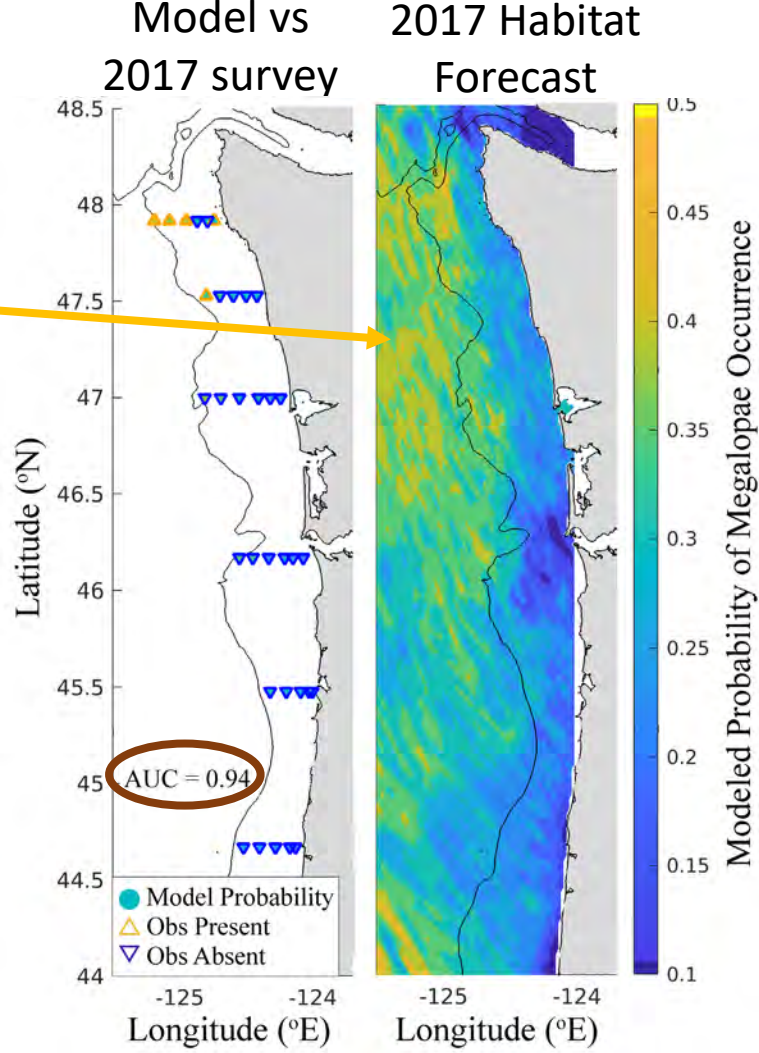 Model vs
2017 survey
2017 Habitat
Forecast
48.5
48
47.5
47
46.5
46
45.5
45
44.5
44
Latitude (ºN)
AUC = 0.94
Model Probability
Obs Present
Obs Absent
-125
-124
Longitude (ºE)
-125
-124
Longitude (ºE)
0.5
0.45
0.4
0.35
0.3
0.25
0.2
0.15
0.1
Modeled Probability of Megalopae Occurrence